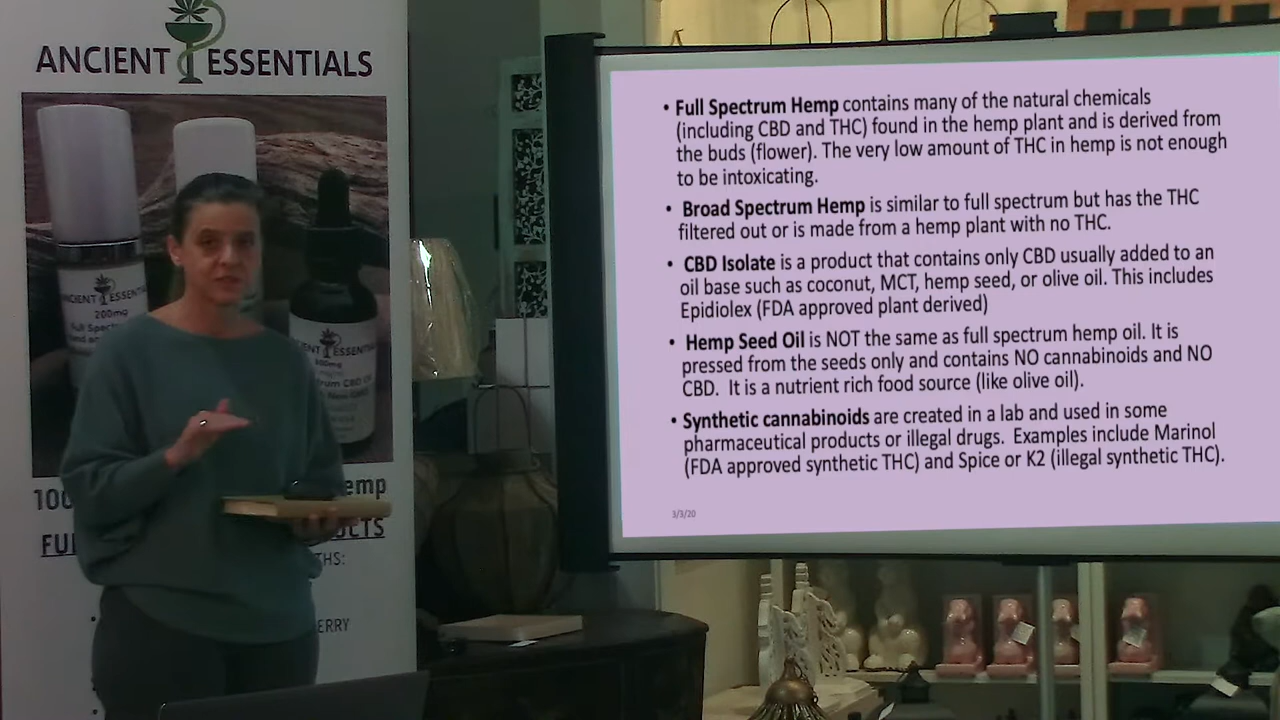 ANCIENT ESSENTIALS
ANCIENT ESSENTIA
200mg
Full Spectr
ESSENTIALS
100
emp
FUL
CTS
THS:
ERRY
• Full Spectrum Hemp contains many of the natural chemicals
(including CBD and THC) found in the hemp plant and is derived from
the buds (flower). The very low amount of THC in hemp is not enough
to be intoxicating.
• Broad Spectrum Hemp is similar to full spectrum but has the THC
filtered out or is made from a hemp plant with no THC.
• CBD Isolate is a product that contains only CBD usually added to an
oil base such as coconut, MCT, hemp seed, or olive oil. This includes
Epidiolex (FDA approved plant derived)
• Hemp Seed Oil is NOT the same as full spectrum hemp oil. It is
pressed from the seeds only and contains NO cannabinoids and NO
CBD. It is a nutrient rich food source (like olive oil).
• Synthetic cannabinoids are created in a lab and used in some
pharmaceutical products or illegal drugs. Examples include Marinol
(FDA approved synthetic THC) and Spice or K2 (illegal synthetic THC).
3/3/20